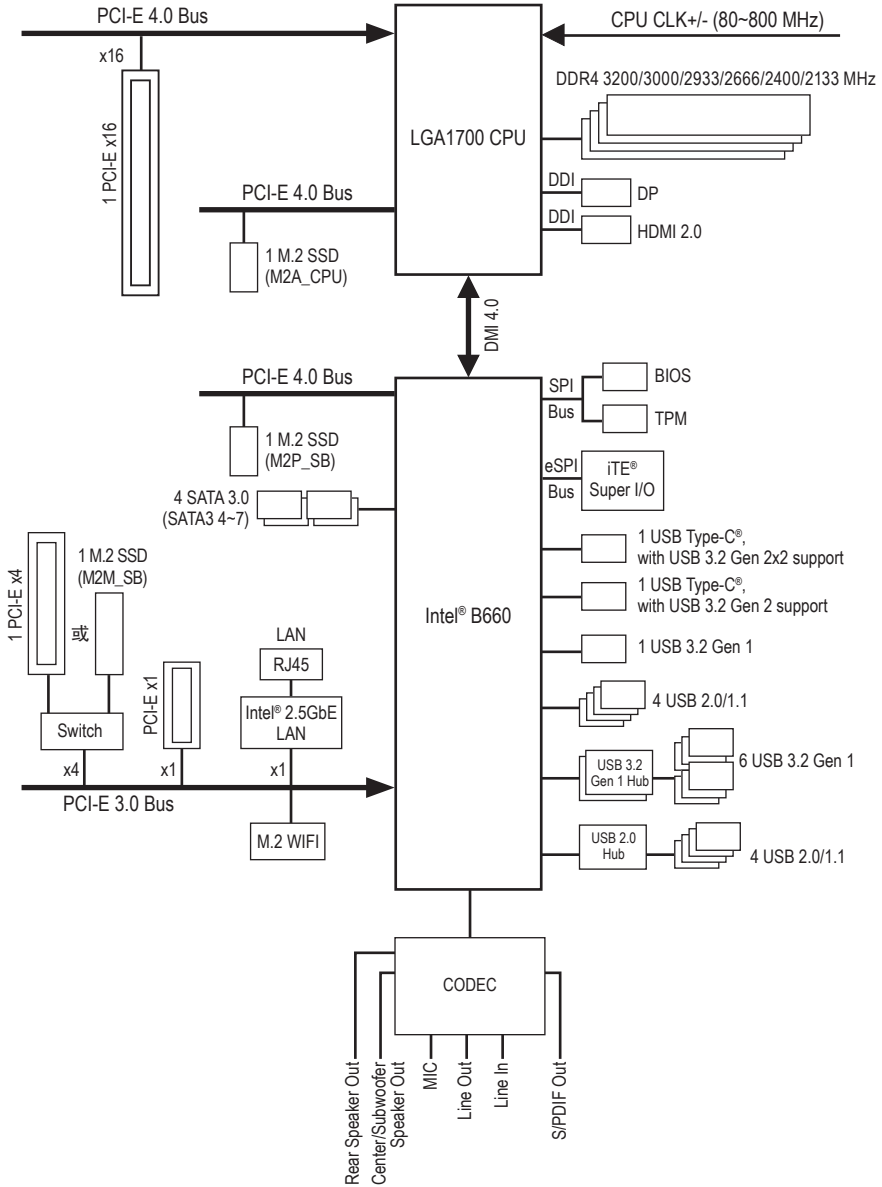 PCI-E 4.0 Bus
CPU CLK+/- (80~800 MHz)
x16
1 PCI-E x16
LGA1700 CPU
DDR4 3200/3000/2933/2666/2400/2133 MHz
DDI
DP
DDI
HDMI 2.0
PCI-E 4.0 Bus
1 M.2 SSD
(M2A_CPU)
DMI 4.0
PCI-E 4.0 Bus
1 M.2 SSD
(M2P_SB)
4 SATA 3.0
(SATA3 4~7)
SPI
Bus
BIOS
TPM
eSPI
Bus
iTE®
Super I/O
1 USB Type-C®,
with USB 3.2 Gen 2x2 support
1 USB Type-C®,
with USB 3.2 Gen 2 support
Intel® B660
1 USB 3.2 Gen 1
4 USB 2.0/1.1
USB 3.2
Gen 1 Hub
6 USB 3.2 Gen 1
USB 2.0
Hub
4 USB 2.0/1.1
1 PCI-E x4
或
1 M.2 SSD
(M2M_SB)
Switch
x4
PCI-E x1
x1
LAN
RJ45
Intel® 2.5GbE
LAN
x1
PCI-E 3.0 Bus
M.2 WIFI
CODEC
Rear Speaker Out
Center/Subwoofer
Speaker Out
MIC
Line Out
Line In
S/PDIF Out